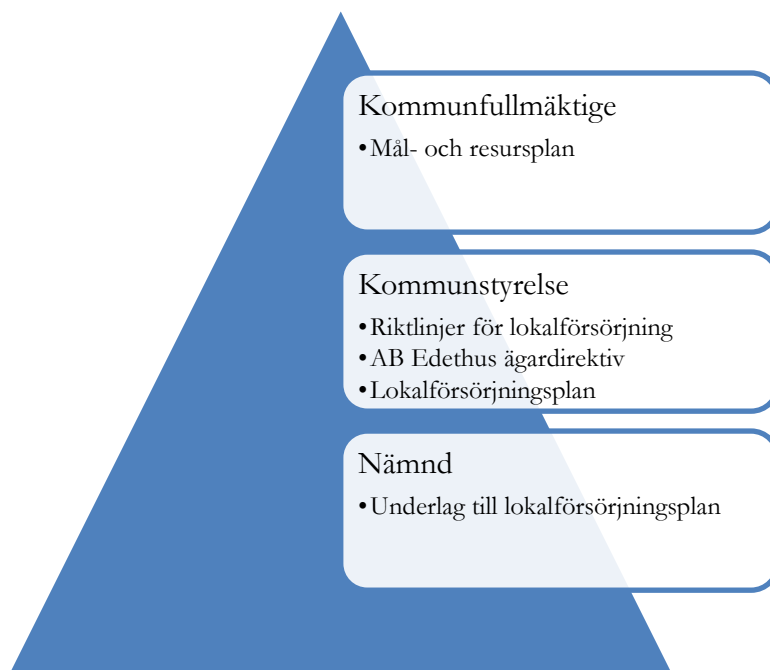 Kommunfullmäktige
•Mål- och resursplan
Kommunstyrelse
•Riktlinjer för lokalförsörjning
•AB Edethus ägardirektiv
•Lokalförsörjningsplan
Nämnd
•Underlag till lokalförsörjningsplan